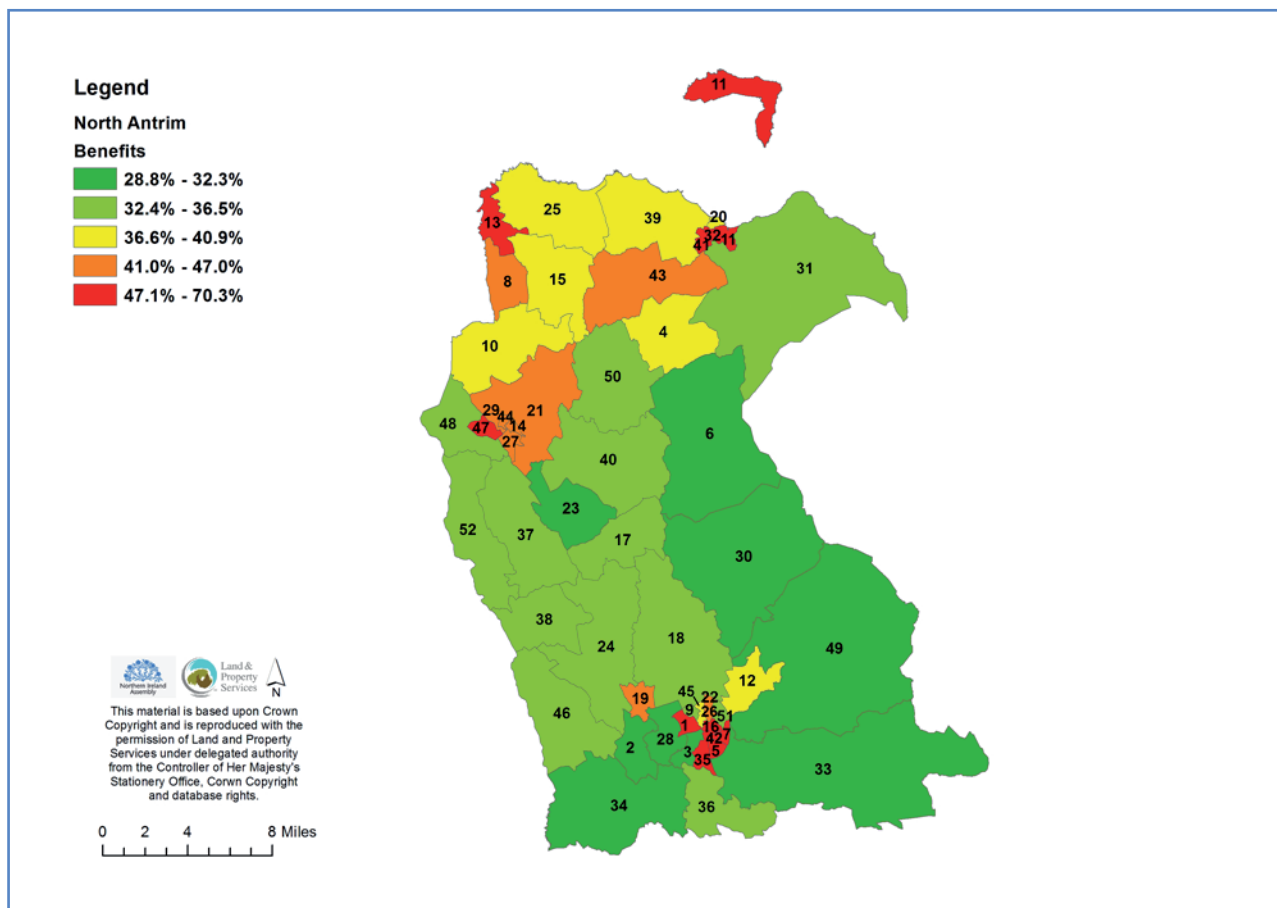 Legend
North Antrim
Benefits
28.8% - 32.3%
32.4% - 36.5%
36.6% - 40.9%
41.0% - 47.0%
47.1% - 70.3%
11
13
25
39
20
32
41
11
8
15
43
31
4
10
50
29
44
21
14
48
47
27
6
40
23
52
37
17
30
38
24
18
49
12
46
19
45
22
9
26
51
1
16
7
2
28
42
3
5
35
33
34
36
Northern Ireland
Assembly
Land &
Property
Services
N
This material is based upon Crown
Copyright and is reproduced with the
permission of Land and Property
Services under delegated authority
from the Controller of Her Majesty's
Stationery Office, Corwn Copyright
and database rights.
0 2 4 8 Miles